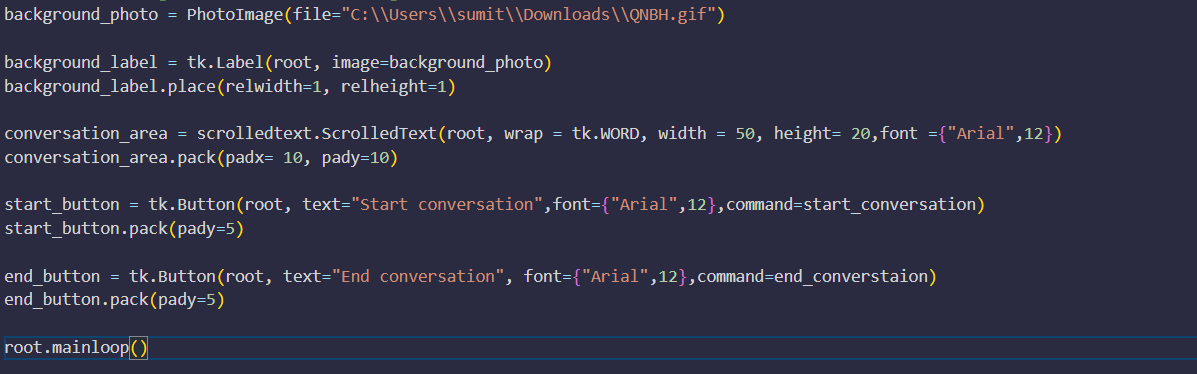 background_photo = PhotoImage(file="C:\\Users\\sumit\\Downloads\\QNBH.gif")
background_label = tk.Label(root, image=background_photo)
background_label.place(relwidth=1, relheight=1)
conversation_area = scrolledtext.ScrolledText(root, wrap = tk.WORD, width = 50, height= 20,font ={"Arial",12})
conversation_area.pack(padx= 10, pady=10)
start_button = tk.Button(root, text="Start conversation",font={"Arial",12},command=start_conversation)
start_button.pack(pady=5)
end_button = tk.Button(root, text="End conversation", font={"Arial",12},command=end_converstaion)
end_button.pack(pady=5)
root.mainloop()